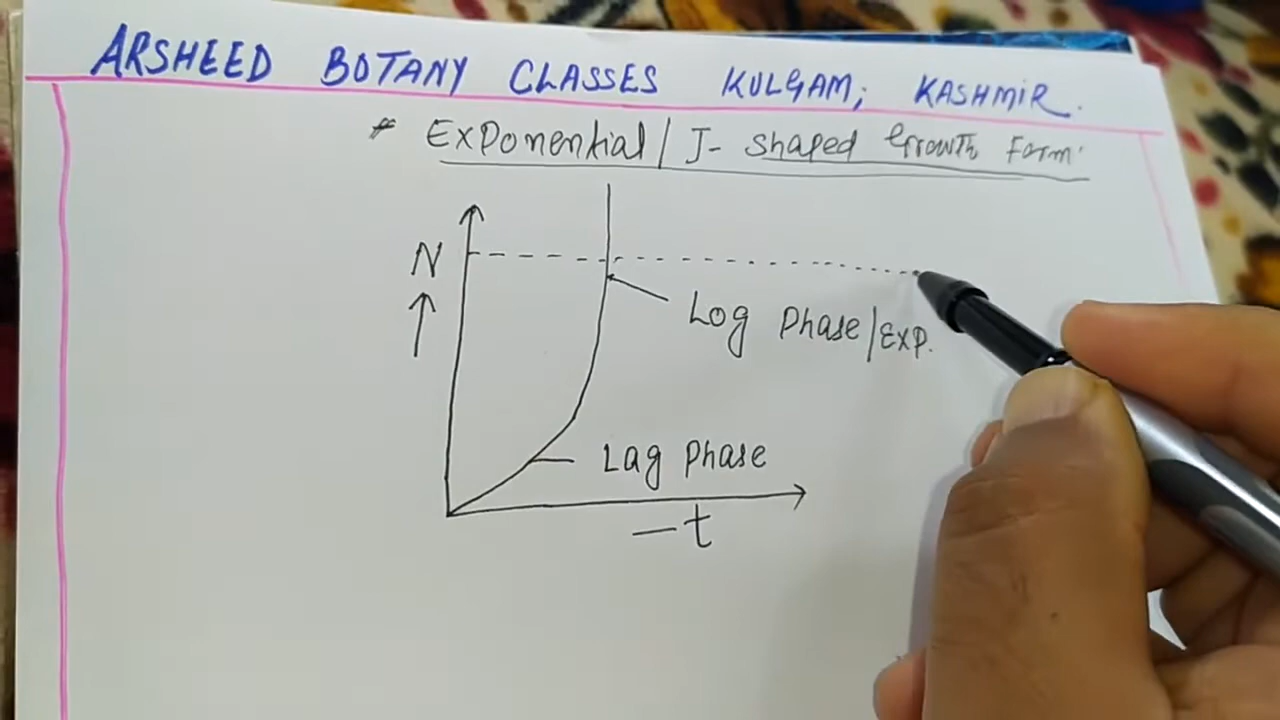 ARSHEED BOTANY CLASSES KULGAM, KASHMIR.
* Exponential / J- shaped Growth Form
N
Log Phase/Exp.
Lag Phase
– t